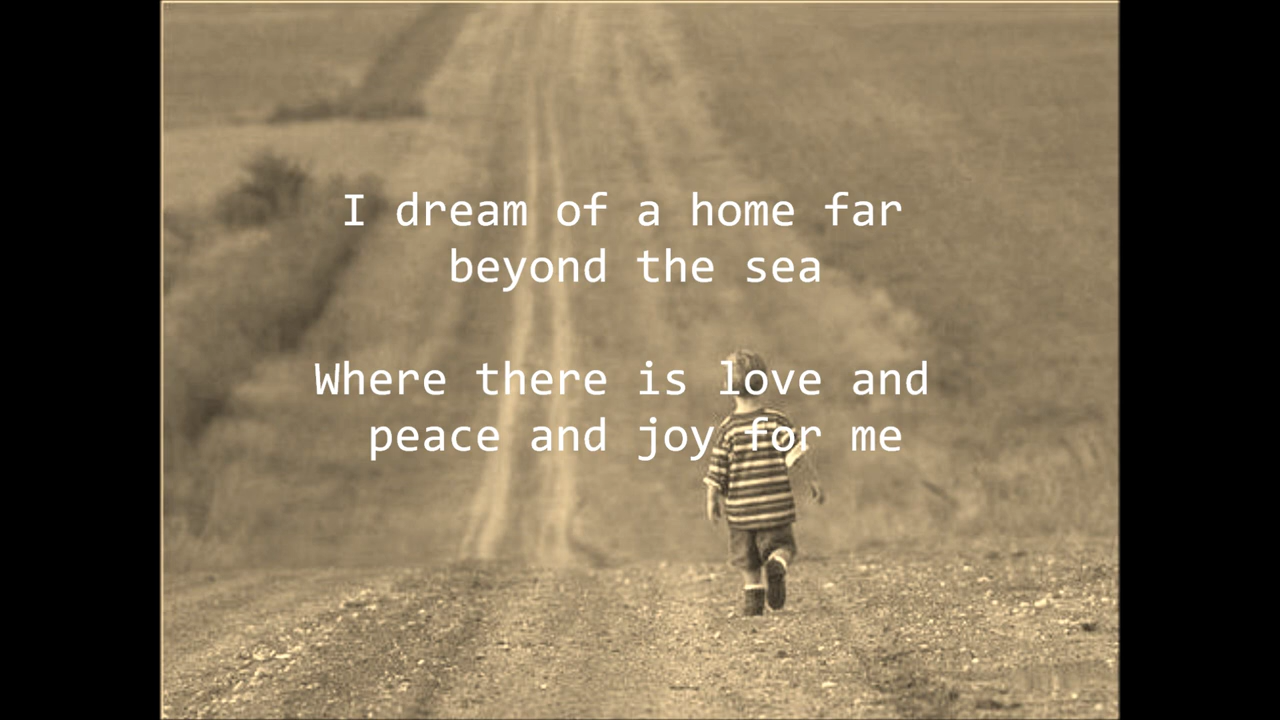 I dream of a home far
beyond the sea
Where there is love and
peace and joy for me